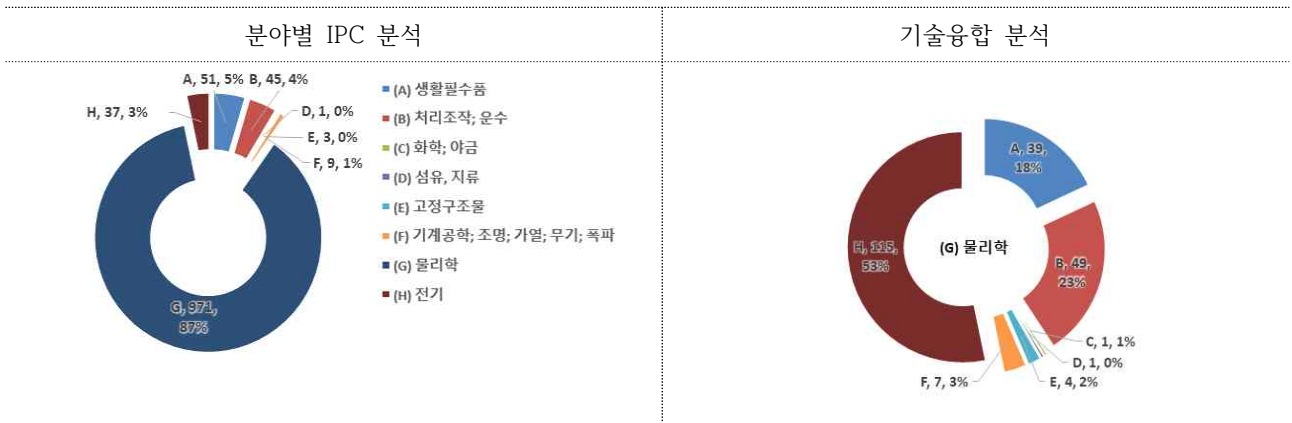 분야별 IPC 분석
기술융합 분석
A, 51, 5%
B, 45, 4%
H, 37, 3%
D, 1, 0%
E, 3, 0%
F, 9, 1%
G, 971,
87%
(A) 생활필수품
(B) 처리조작; 운수
(C) 화학; 야금
(D) 섬유, 지류
(E) 고정구조물
(F) 기계공학; 조명; 가열; 무기; 폭파
(G) 물리학
(H) 전기
A, 39,
18%
H, 115,
53%
(G) 물리학
B, 49,
23%
C, 1, 1%
D, 1, 0%
E, 4, 2%
F, 7, 3%